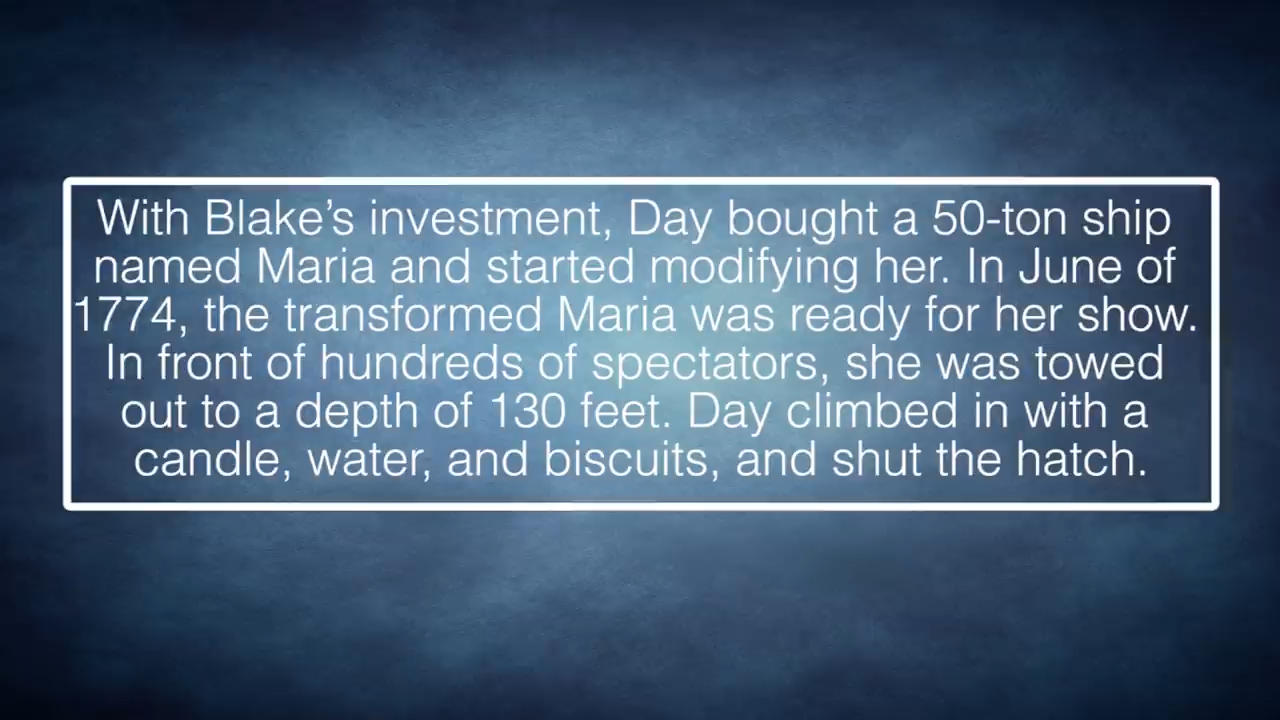 With Blake’s investment, Day bought a 50-ton ship
named Maria and started modifying her. In June of
1774, the transformed Maria was ready for her show.
In front of hundreds of spectators, she was towed
out to a depth of 130 feet. Day climbed in with a
candle, water, and biscuits, and shut the hatch.